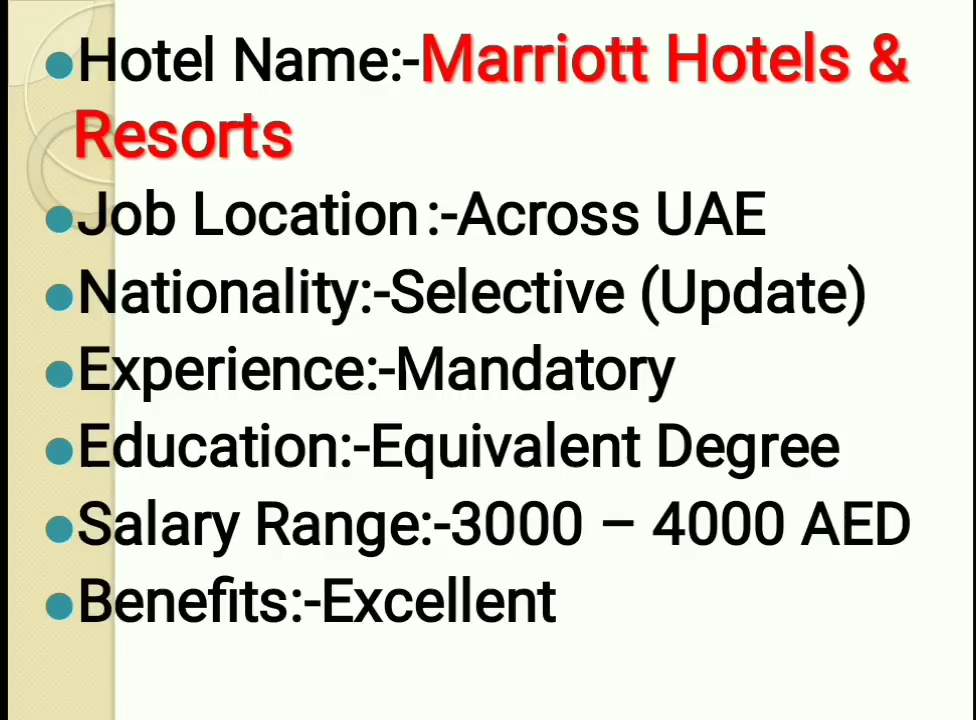 Hotel Name:-Marriott Hotels &
Resorts
Job Location:-Across UAE
Nationality:-Selective (Update)
Experience:-Mandatory
Education:-Equivalent Degree
Salary Range:-3000 – 4000 AED
Benefits:-Excellent